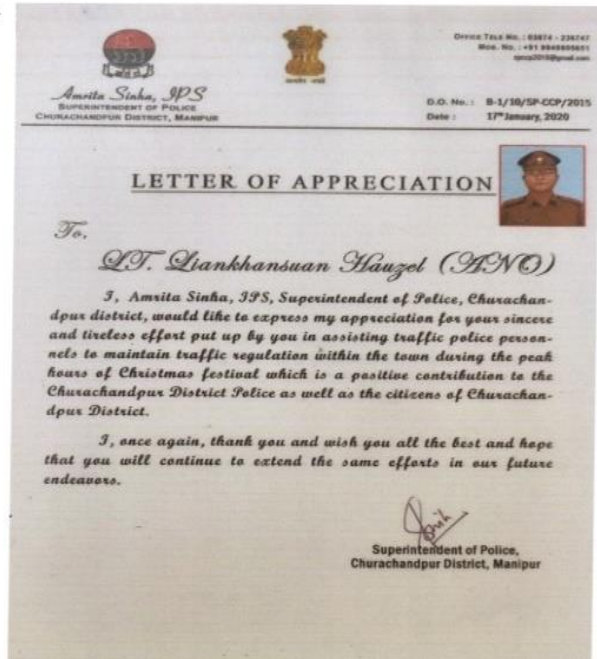 Office Tele No. : 03874 - 236747
Amrita Sinha, IPS
Superintendent of Police
Churachandpur District, Manipur
D.O. No. : B-1/10/SP-CCP/2015
Date : 17th January, 2020
LETTER OF APPRECIATION
To,
LT. Liankhansuan Hauzel (ANO)
I, Amrita Sinha, IPS, Superintendent of Police, Churachan-
dpur district, would like to express my appreciation for your sincere
and tireless effort put up by you in assisting traffic police person-
nels to maintain traffic regulation within the town during the peak
hours of Christmas festival which is a positive contribution to the
Churachandpur District Police as well as the citizens of Churachan-
dpur District.
I, once again, thank you and wish you all the best and hope
that you will continue to extend the same efforts in our future
endeavors.
Superintendent of Police,
Churachandpur District, Manipur